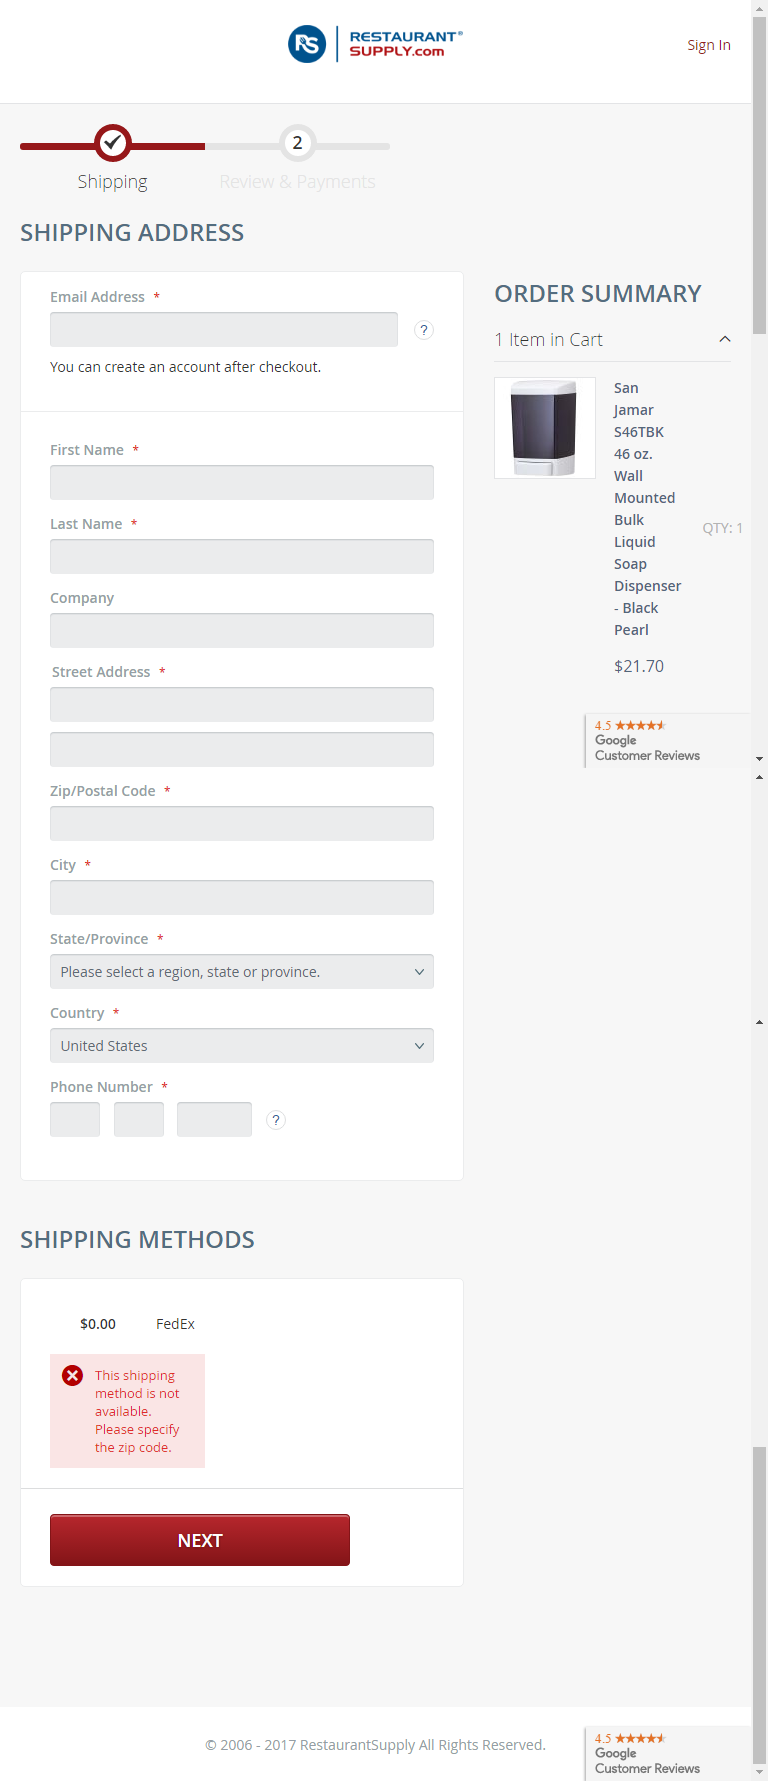 RS RESTAURANT®
SUPPLY.com
Sign In
2
Shipping
Review & Payments
SHIPPING ADDRESS
Email Address *
?
You can create an account after checkout.
First Name *
Last Name *
Company
Street Address *
Zip/Postal Code *
City *
State/Province *
Please select a region, state or province.
Country *
United States
Phone Number *
?
ORDER SUMMARY
1 Item in Cart
San
Jamar
S46TBK
46 oz.
Wall
Mounted
Bulk
Liquid
Soap
Dispenser
- Black
Pearl
QTY: 1
$21.70
4.5 ★★★★★
Google
Customer Reviews
SHIPPING METHODS
$0.00 FedEx
This shipping
method is not
available.
Please specify
the zip code.
NEXT
© 2006 - 2017 RestaurantSupply All Rights Reserved.
4.5 ★★★★★
Google
Customer Reviews